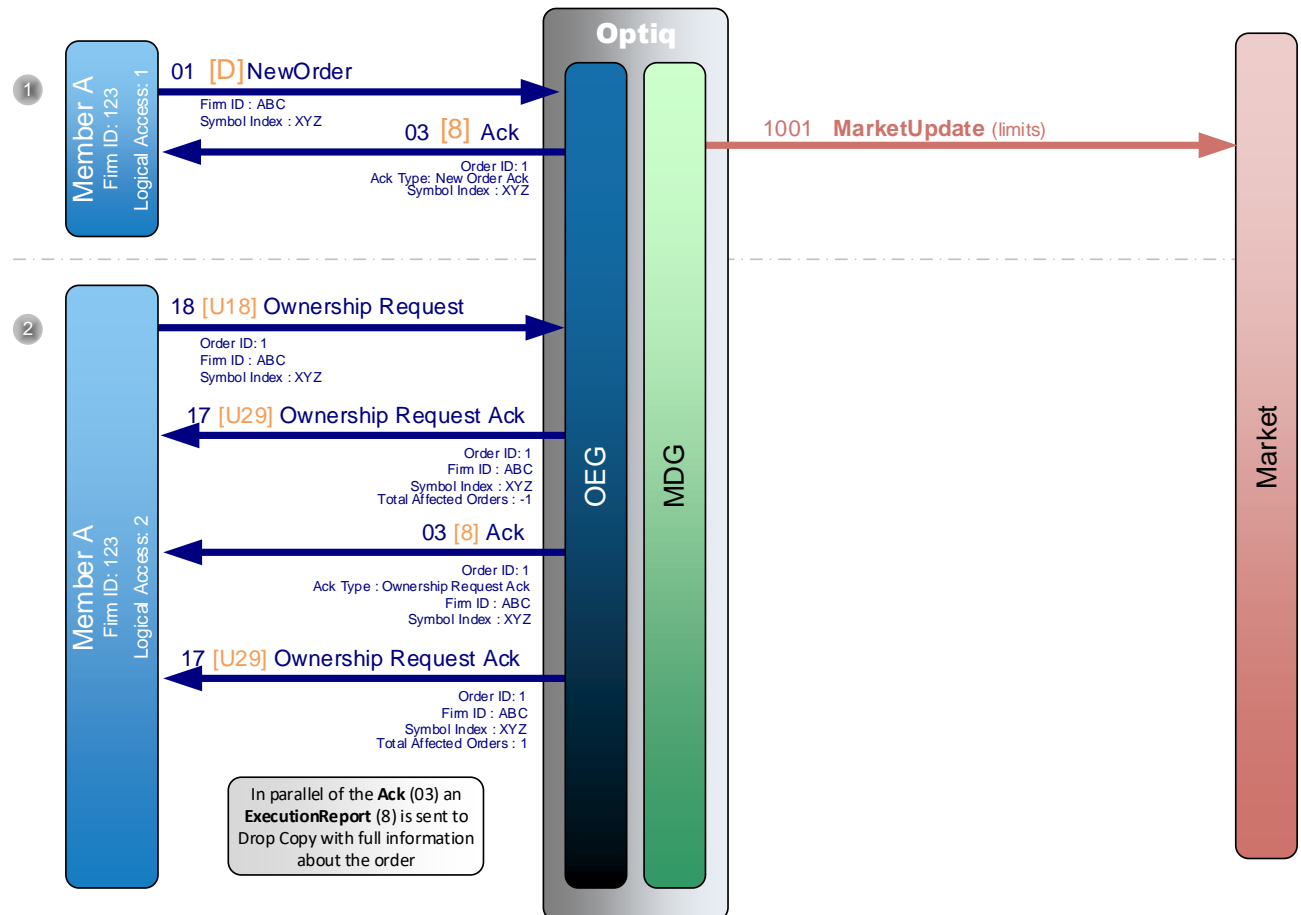 Optiq
1
Member A
Firm ID: 123
Logical Access: 1
01 [D] NewOrder
Firm ID : ABC
Symbol Index : XYZ
03 [8] Ack
Order ID: 1
Ack Type: New Order Ack
Symbol Index : XYZ
1001 MarketUpdate (limits)
2
Member A
Firm ID: 123
Logical Access: 2
18 [U18] Ownership Request
Order ID: 1
Firm ID : ABC
Symbol Index : XYZ
17 [U29] Ownership Request Ack
Order ID: 1
Firm ID : ABC
Symbol Index : XYZ
Total Affected Orders : -1
03 [8] Ack
Order ID: 1
Ack Type : Ownership Request Ack
Firm ID : ABC
Symbol Index : XYZ
17 [U29] Ownership Request Ack
Order ID: 1
Firm ID : ABC
Symbol Index : XYZ
Total Affected Orders : 1
In parallel of the Ack (03) an
ExecutionReport (8) is sent to
Drop Copy with full information
about the order
OEG
MDG
Market